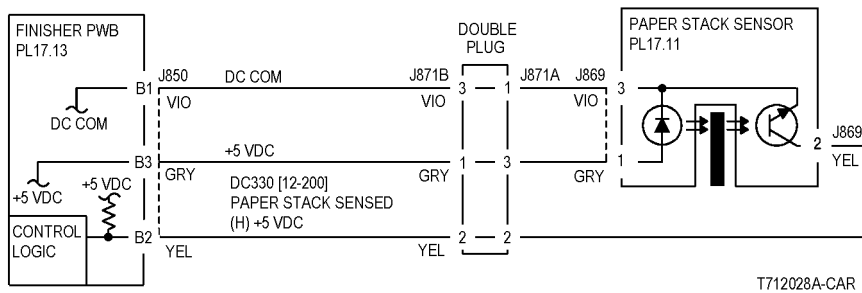 FINISHER PWB
PL17.13
DOUBLE
PLUG
PAPER STACK SENSOR
PL17.11
B1 J850 DC COM J871B J871A J869
VIO VIO VIO
3 1 3
DC COM
B3 +5 VDC 1 3 1
GRY GRY GRY
2 J869
YEL
+5 VDC +5 VDC
DC330 [12-200]
PAPER STACK SENSED
(H) +5 VDC
CONTROL
LOGIC
B2 2 2
YEL YEL
T712028A-CAR